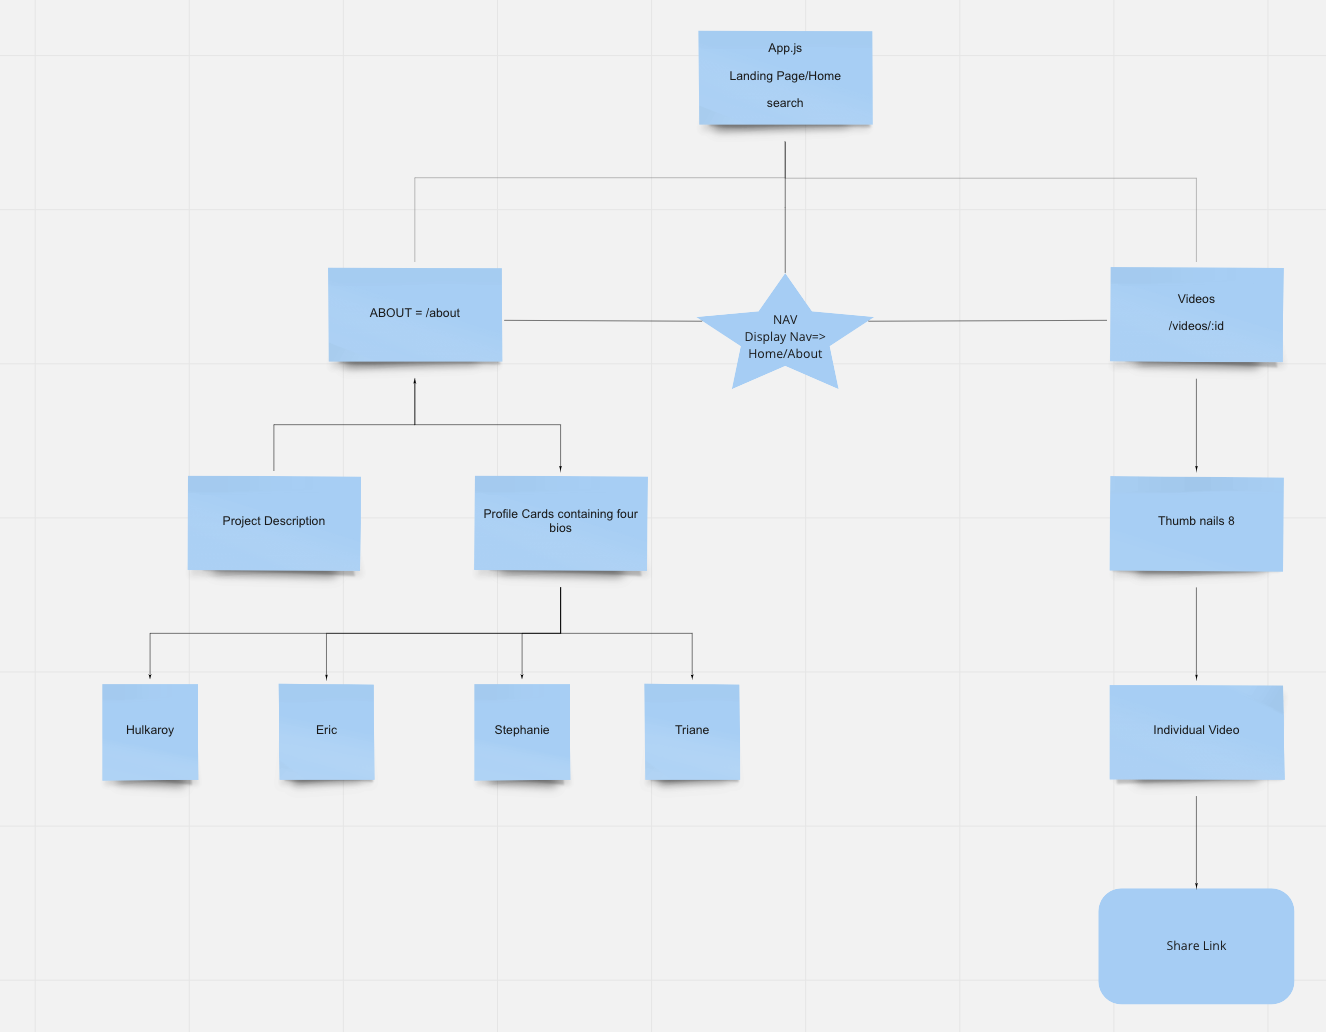 App.js
Landing Page/Home
search
ABOUT = /about
NAV
Display Nav=>
Home/About
Videos
/videos/:id
Project Description
Profile Cards containing four
bios
Thumb nails 8
Hulkaroy
Eric
Stephanie
Triane
Individual Video
Share Link